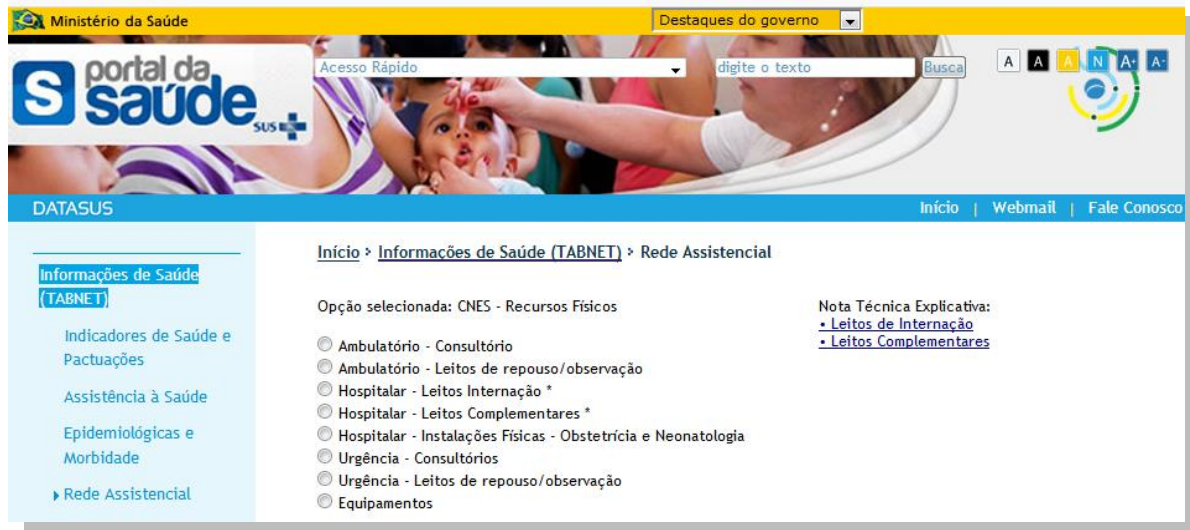 Ministério da Saúde
Destaques do governo
portal da
saúde
SUS
Acesso Rápido
digite o texto
Busca
A A A N A+ A-
DATASUS
Início | Webmail | Fale Conosco
Início > Informações de Saúde (TABNET) > Rede Assistencial
Informações de Saúde
(TABNET)
Indicadores de Saúde e
Pactuações
Assistência à Saúde
Epidemiológicas e
Morbidade
Rede Assistencial
Opção selecionada: CNES - Recursos Físicos
Ambulatório - Consultório
Ambulatório - Leitos de repouso/observação
Hospitalar - Leitos Internação *
Hospitalar - Leitos Complementares *
Hospitalar - Instalações Físicas - Obstetrícia e Neonatologia
Urgência - Consultórios
Urgência - Leitos de repouso/observação
Equipamentos
Nota Técnica Explicativa:
• Leitos de Internação
• Leitos Complementares